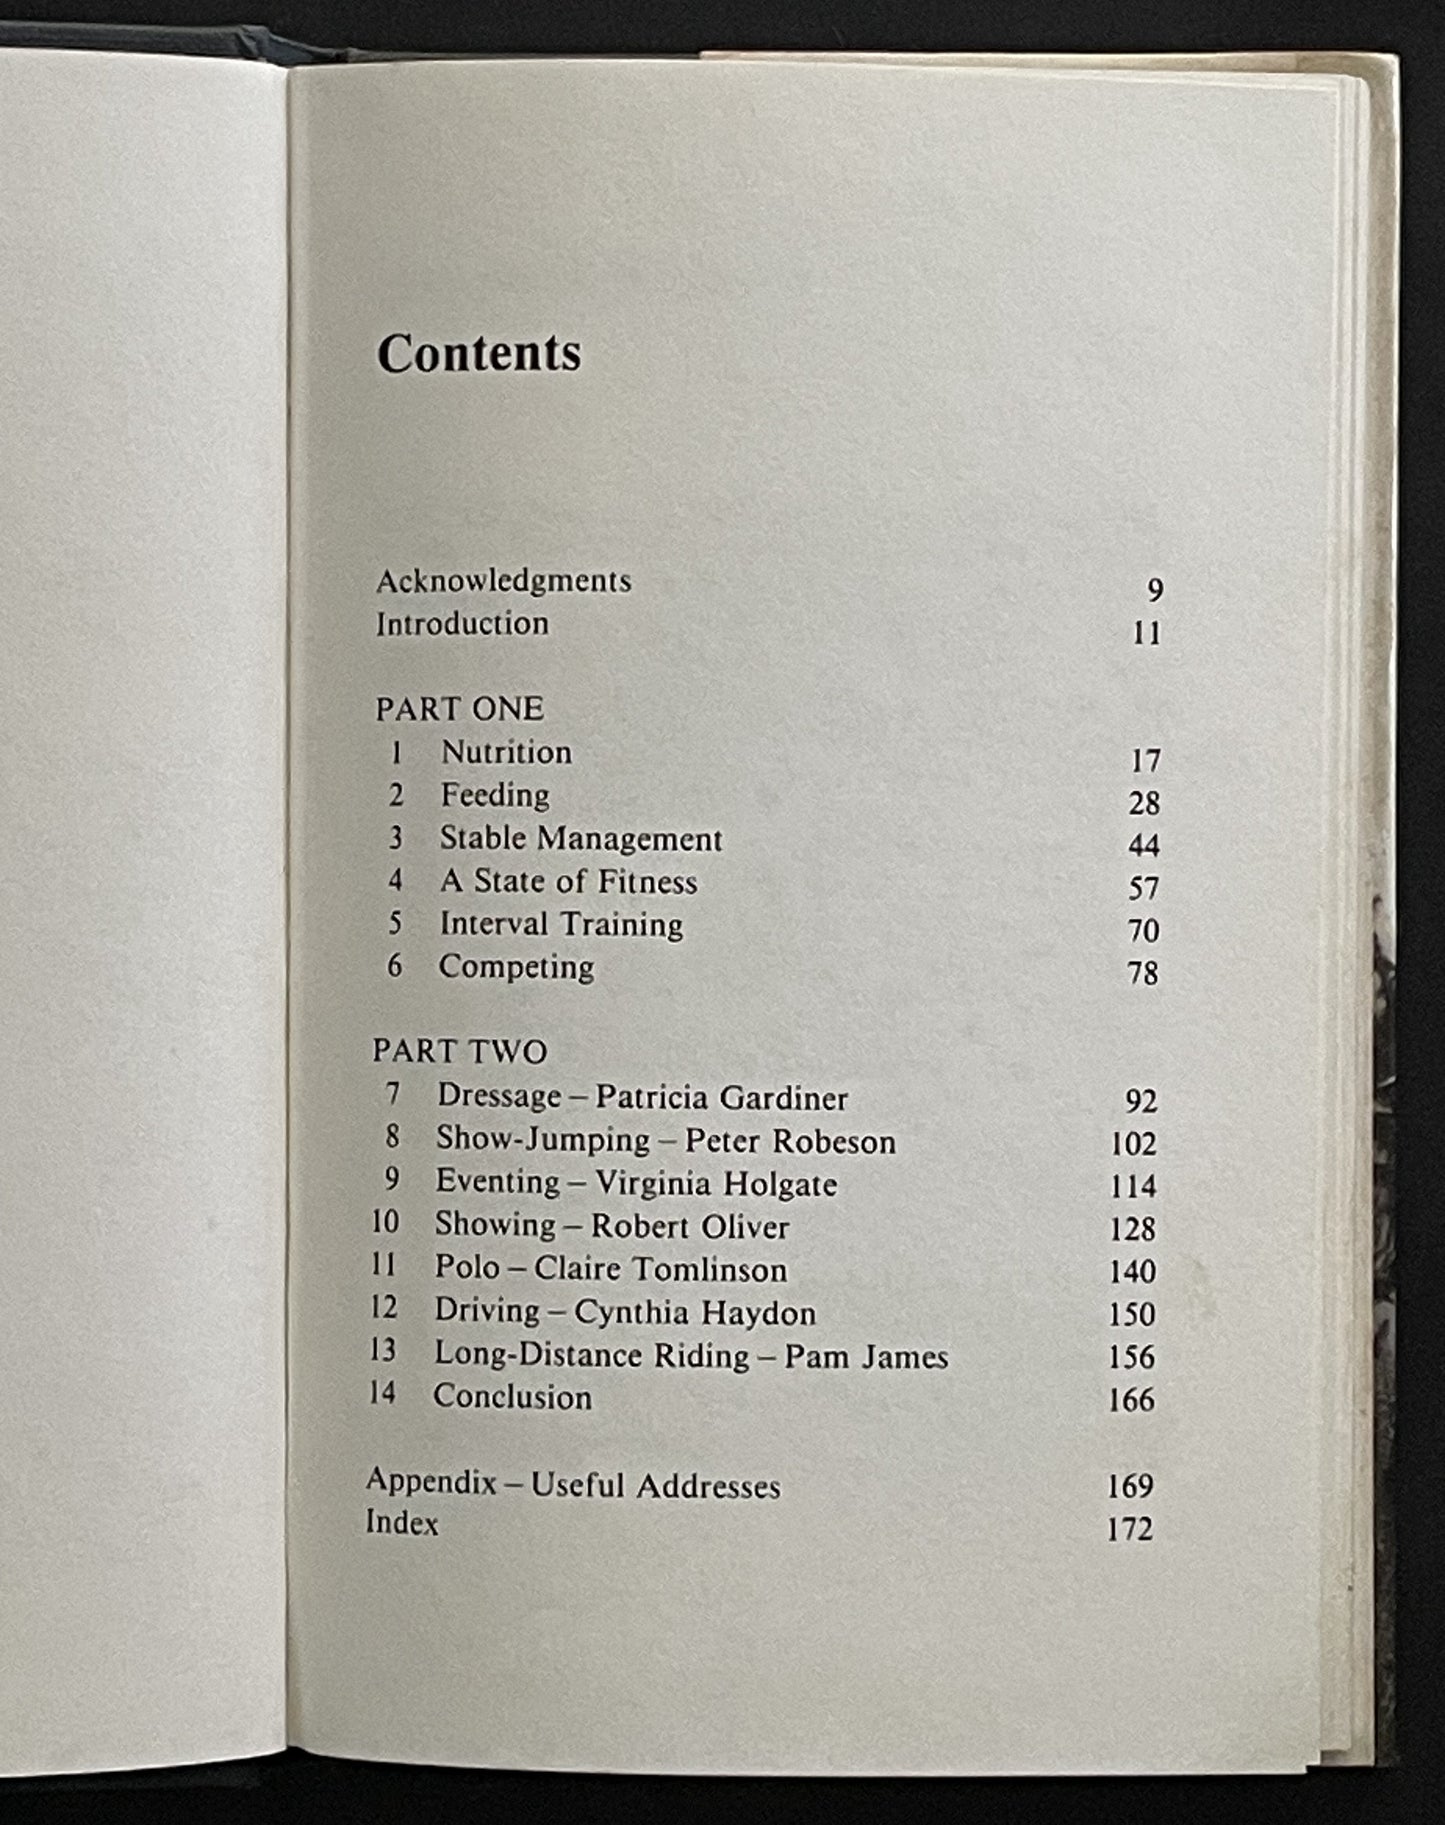 Contents
Acknowledgments 9
Introduction 11
PART ONE
1 Nutrition 17
2 Feeding 28
3 Stable Management 44
4 A State of Fitness 57
5 Interval Training 70
6 Competing 78
PART TWO
7 Dressage – Patricia Gardiner 92
8 Show-Jumping – Peter Robeson 102
9 Eventing – Virginia Holgate 114
10 Showing – Robert Oliver 128
11 Polo – Claire Tomlinson 140
12 Driving – Cynthia Haydon 150
13 Long-Distance Riding – Pam James 156
14 Conclusion 166
Appendix – Useful Addresses 169
Index 172